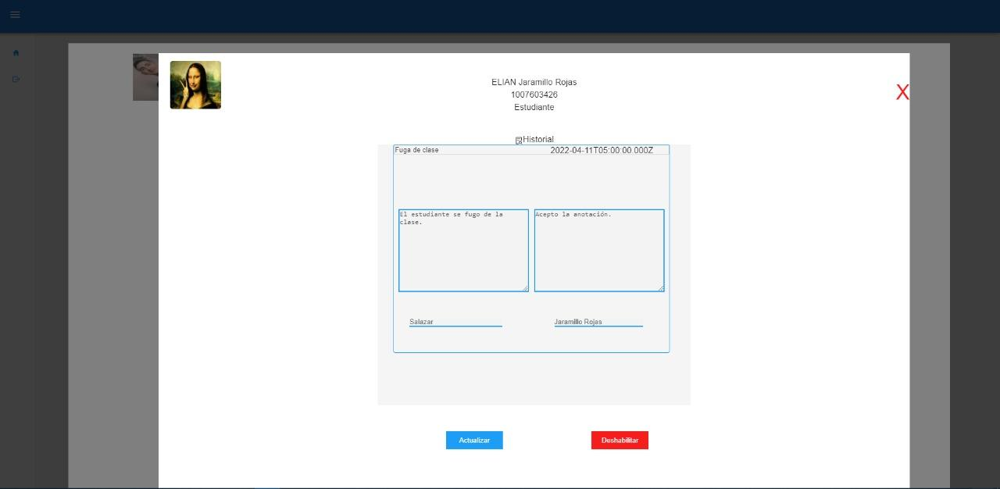 ELIAN Jaramillo Rojas
1007603426
X
Estudiante
Historial
Fuga de clase 2022-04-11T05:00:00.000Z
El estudiante se fugo de la
clase.
Acepto la anotación.
Salazar Jaramillo Rojas
Actualizar Deshabilitar